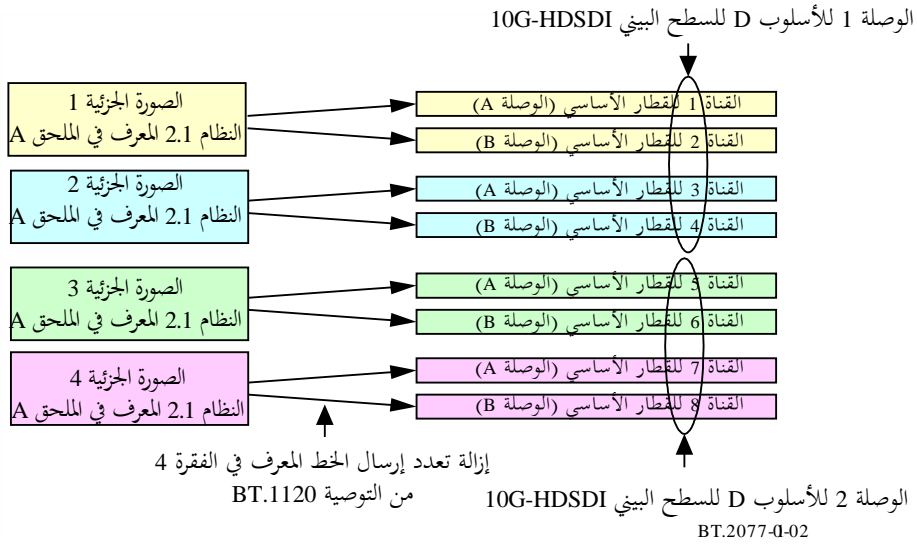 الوصلة 1 للأسلوب D للسطح البيني 10G-HDSDI
الصورة الجزئية 1
النظام 2.1 المعرف في الملحق A
القناة 1 للقطار الأساسي (الوصلة A)
القناة 2 للقطار الأساسي (الوصلة B)
الصورة الجزئية 2
النظام 2.1 المعرف في الملحق A
القناة 3 للقطار الأساسي (الوصلة A)
القناة 4 للقطار الأساسي (الوصلة B)
الصورة الجزئية 3
النظام 2.1 المعرف في الملحق A
القناة 5 للقطار الأساسي (الوصلة A)
القناة 6 للقطار الأساسي (الوصلة B)
الصورة الجزئية 4
النظام 2.1 المعرف في الملحق A
القناة 7 للقطار الأساسي (الوصلة A)
القناة 8 للقطار الأساسي (الوصلة B)
إزالة تعدد إرسال الخط المعرف في الفقرة 4
من التوصية BT.1120
الوصلة 2 للأسلوب D للسطح البيني 10G-HDSDI
BT.2077-0-02